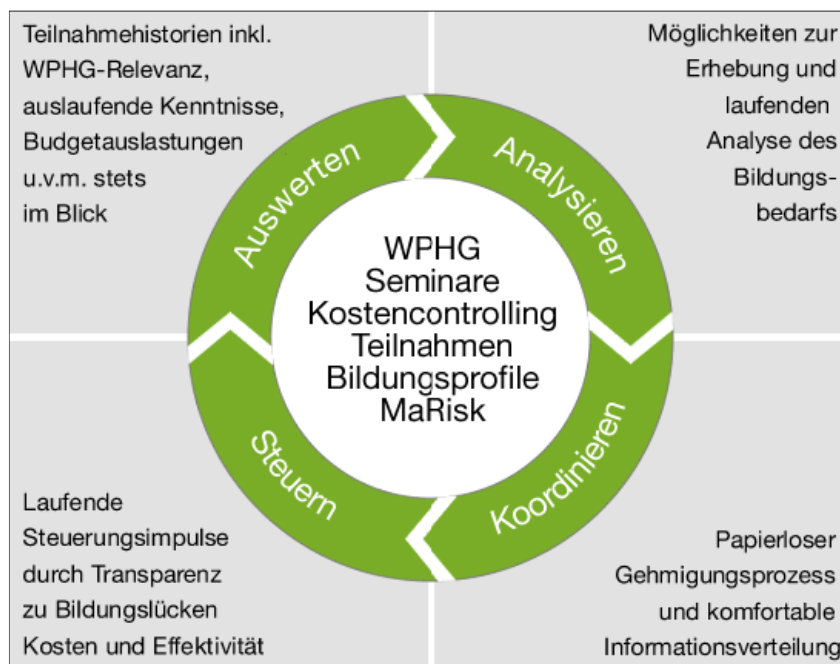 Teilnahmehistorien inkl.
WPHG-Relevanz,
auslaufende Kenntnisse,
Budgetauslastungen
u.v.m. stets
im Blick
Möglichkeiten zur
Erhebung und
laufenden
Analyse des
Bildungs-
bedarfs
Auswerten
Analysieren
WPHG
Seminare
Kostencontrolling
Teilnahmen
Bildungsprofile
MaRisk
Steuern
Koordinieren
Laufende
Steuerungsimpulse
durch Transparenz
zu Bildungslücken
Kosten und Effektivität
Papierloser
Gehmigungsprozess
und komfortable
Informationsverteilung